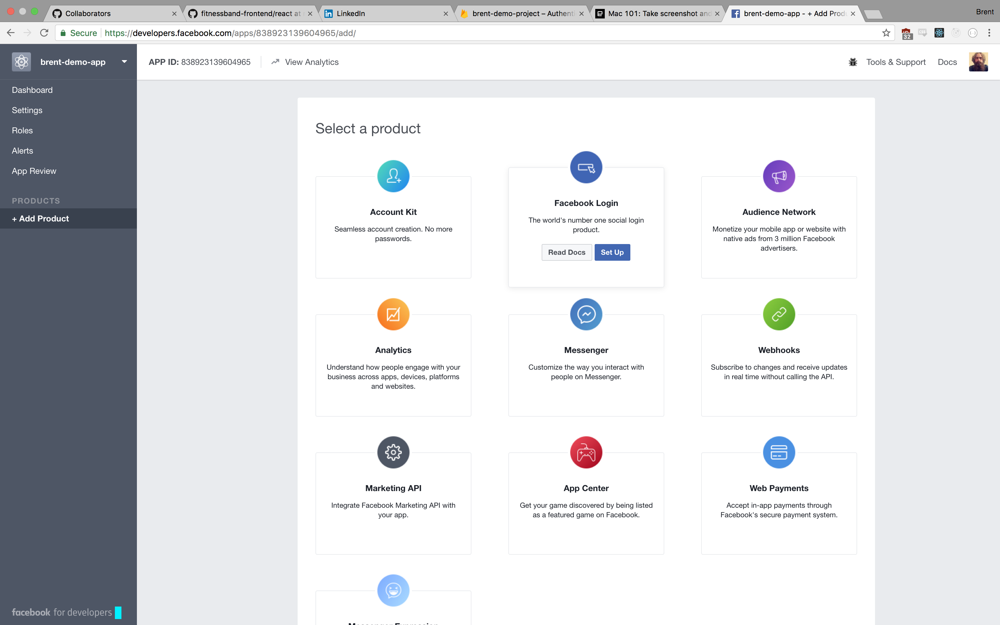 Collaborators
fitnessband-frontend/react at
LinkedIn
brent-demo-project – Authenti
Mac 101: Take screenshot and
brent-demo-app - + Add Produ
Brent
Secure
https://developers.facebook.com/apps/838923139604965/add/
32
CSS
brent-demo-app
APP ID: 838923139604965
View Analytics
Tools & Support
Docs
Dashboard
Settings
Roles
Alerts
App Review
PRODUCTS
+ Add Product
Select a product
Account Kit
Seamless account creation. No more
passwords.
Facebook Login
The world's number one social login
product.
Read Docs
Set Up
Audience Network
Monetize your mobile app or website with
native ads from 3 million Facebook
advertisers.
Analytics
Understand how people engage with your
business across apps, devices, platforms
and websites.
Messenger
Customize the way you interact with
people on Messenger.
Webhooks
Subscribe to changes and receive updates
in real time without calling the API.
Marketing API
Integrate Facebook Marketing API with
your app.
App Center
Get your game discovered by being listed
as a featured game on Facebook.
Web Payments
Accept in-app payments through
Facebook's secure payment system.
Messenger Expression
facebook for developers